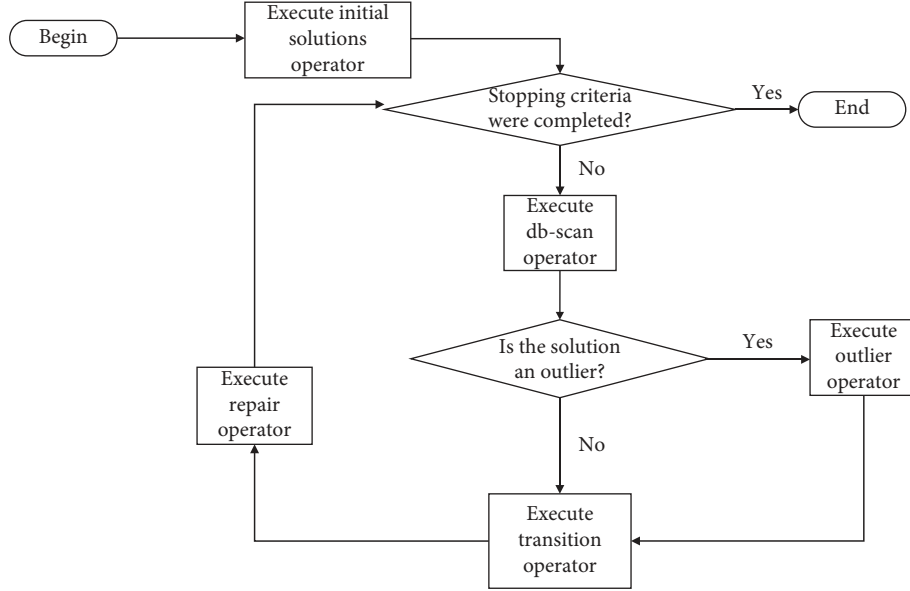 Begin
Execute initial
solutions
operator
Stopping criteria
were completed?
Yes
End
No
Execute
db-scan
operator
Is the solution
an outlier?
Yes
Execute
outlier
operator
No
Execute
repair
operator
Execute
transition
operator